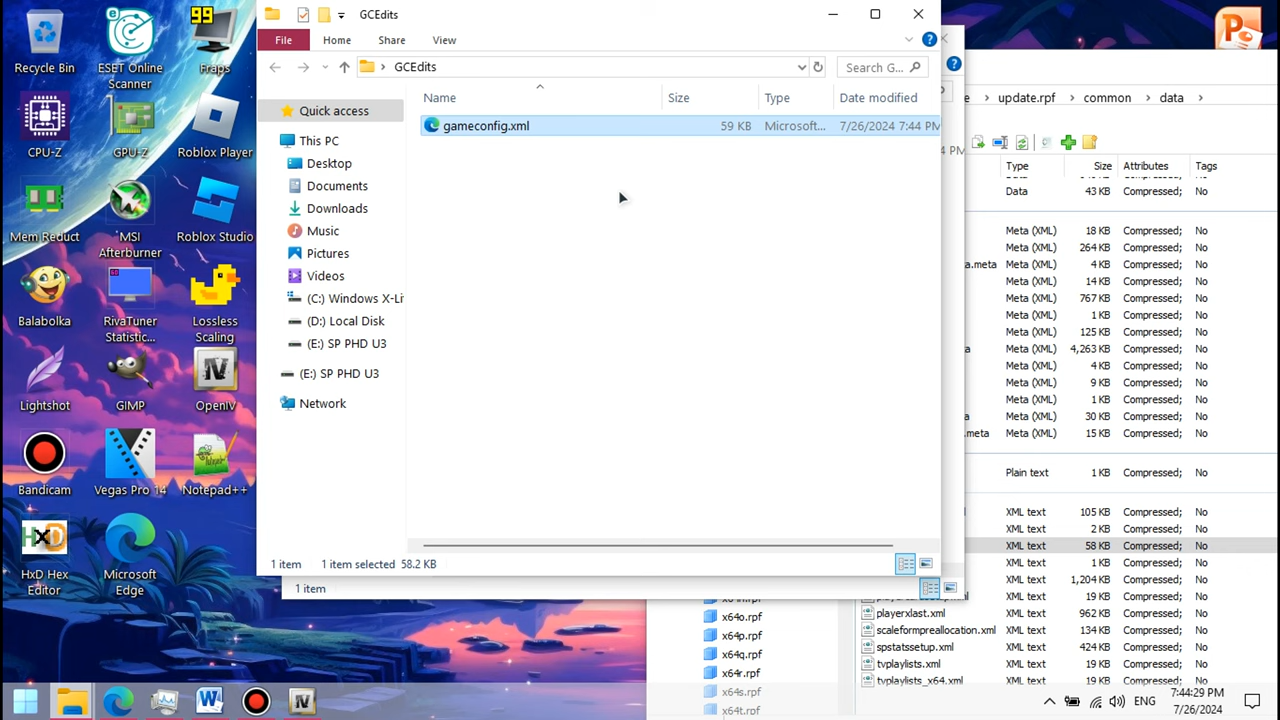 Recycle Bin
ESET Online
Scanner
99
Fraps
CPU-Z
GPU-Z
Roblox Player
Mem Reduct
MSI
Afterburner
Roblox Studio
Balabolka
RivaTuner
Statistic...
Lossless
Scaling
Lightshot
GIMP
OpenIV
Bandicam
Vegas Pro 14
Notepad++
HxD Hex
Editor
Microsoft
Edge
GCEdits
File
Home
Share
View
GCEdits
Search G...
Name
Size
Type
Date modified
gameconfig.xml
59 KB
Microsoft...
7/26/2024 7:44 PM
Quick access
This PC
Desktop
Documents
Downloads
Music
Pictures
Videos
(C:) Windows X-Li
(D:) Local Disk
(E:) SP PHD U3
(E:) SP PHD U3
Network
1 item
1 item selected 58.2 KB
1 item
4 PM
e
update.rpf
common
data
Type
Size
Attributes
Tags
Data 43 KB Compressed; No
Meta (XML) 18 KB Compressed; No
Meta (XML) 264 KB Compressed; No
a.meta Meta (XML) 4 KB Compressed; No
Meta (XML) 14 KB Compressed; No
Meta (XML) 767 KB Compressed; No
Meta (XML) 1 KB Compressed; No
Meta (XML) 125 KB Compressed; No
a Meta (XML) 4,263 KB Compressed; No
Meta (XML) 4 KB Compressed; No
Meta (XML) 9 KB Compressed; No
Meta (XML) 1 KB Compressed; No
a Meta (XML) 30 KB Compressed; No
.meta Meta (XML) 15 KB Compressed; No
Plain text 1 KB Compressed; No
XML text 105 KB Compressed; No
XML text 2 KB Compressed; No
XML text 58 KB Compressed; No
XML text 1 KB Compressed; No
XML text 1,204 KB Compressed; No
XML text 19 KB Compressed; No
playerxlast.xml XML text 962 KB Compressed; No
scaleformpreallocation.xml XML text 134 KB Compressed; No
spstatssetup.xml XML text 424 KB Compressed; No
tvplaylists.xml XML text 19 KB Compressed; No
tvplaylists_x64.xml XML text 19 KB Compressed; No
x64o.rpf
x64p.rpf
x64q.rpf
x64r.rpf
x64s.rpf
x64t.rpf
ENG
7:44:29 PM
7/26/2024